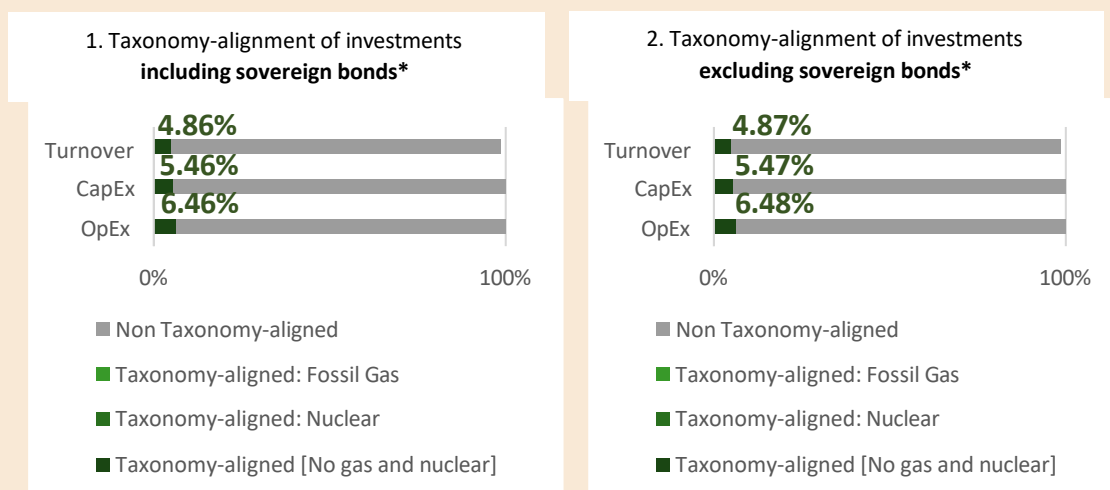 1. Taxonomy-alignment of investments
including sovereign bonds*
4.86%
Turnover
5.46%
CapEx
6.46%
OpEx
0%
100%
Non Taxonomy-aligned
Taxonomy-aligned: Fossil Gas
Taxonomy-aligned: Nuclear
Taxonomy-aligned [No gas and nuclear]
2. Taxonomy-alignment of investments
excluding sovereign bonds*
4.87%
Turnover
5.47%
CapEx
6.48%
OpEx
0%
100%
Non Taxonomy-aligned
Taxonomy-aligned: Fossil Gas
Taxonomy-aligned: Nuclear
Taxonomy-aligned [No gas and nuclear]